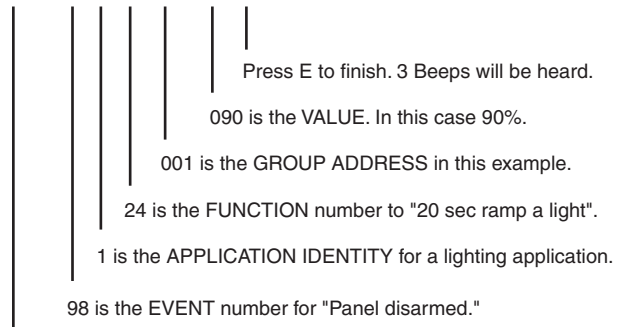 Press E to finish. 3 Beeps will be heard.
090 is the VALUE. In this case 90%.
001 is the GROUP ADDRESS in this example.
24 is the FUNCTION number to "20 sec ramp a light".
1 is the APPLICATION IDENTITY for a lighting application.
98 is the EVENT number for "Panel disarmed."